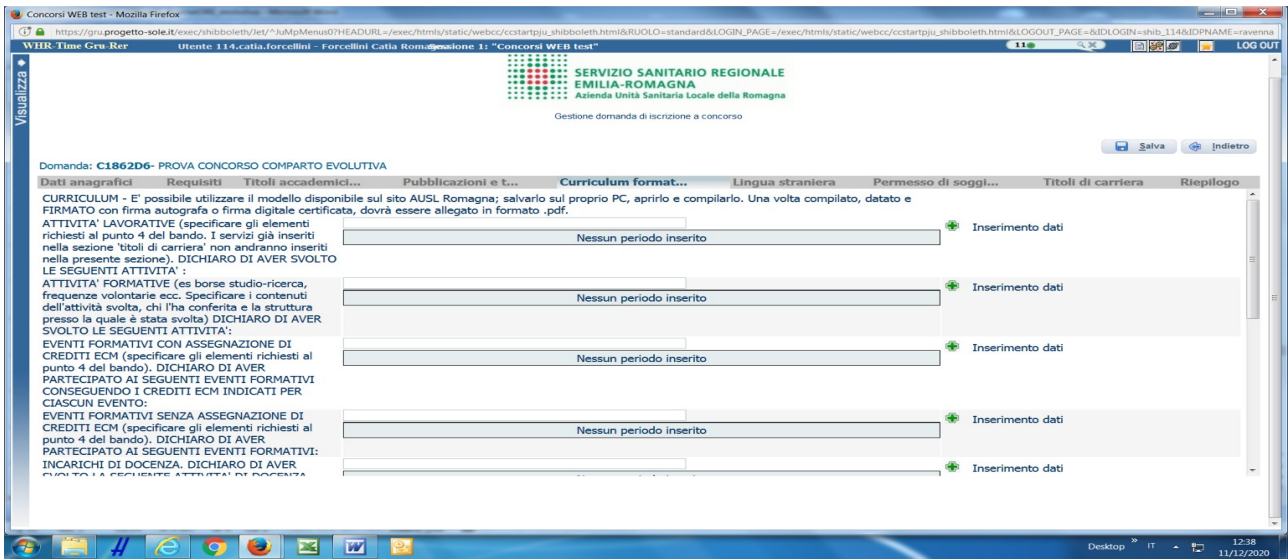 Concorsi WEB test - Mozilla Firefox
https://gru.progetto-sole.it/exec/shibboleth/Jet/^JuMpMenus0?HEADURL=/exec/htmls/static/webcc/ccstartpju_shibboleth.html&RUOLO=standard&LOGIN_PAGE=/exec/htmls/static/webcc/ccstartpju_shibboleth.html&LOGOUT_PAGE=&IDLOGIN=shib_114&IDPNAME=ravenna
WHR-Time Gru-Rer Utente 114.catia.forcellini - Forcellini Catia Sessione 1: "Concorsi WEB test" 11 LOG OUT
Visualizza
SERVIZIO SANITARIO REGIONALE
EMILIA-ROMAGNA
Azienda Unità Sanitaria Locale della Romagna
Gestione domanda di iscrizione a concorso
Salva Indietro
Domanda: C1862D6- PROVA CONCORSO COMPARTO EVOLUTIVA
Dati anagrafici Requisiti Titoli accademici... Pubblicazioni e t... Curriculum format... Lingua straniera Permesso di soggi... Titoli di carriera Riepilogo
CURRICULUM - E' possibile utilizzare il modello disponibile sul sito AUSL Romagna; salvarlo sul proprio PC, aprirlo e compilarlo. Una volta compilato, datato e
FIRMATO con firma autografa o firma digitale certificata, dovrà essere allegato in formato .pdf.
ATTIVITA' LAVORATIVE (specificare gli elementi
richiesti al punto 4 del bando. I servizi già inseriti
nella sezione 'titoli di carriera' non andranno inseriti
nella presente sezione). DICHIARO DI AVER SVOLTO
LE SEGUENTI ATTIVITA' :
Nessun periodo inserito
Inserimento dati
ATTIVITA' FORMATIVE (es borse studio-ricerca,
frequenze volontarie ecc. Specificare i contenuti
dell'attività svolta, chi l'ha conferita e la struttura
presso la quale è stata svolta) DICHIARO DI AVER
SVOLTO LE SEGUENTI ATTIVITA':
Nessun periodo inserito
Inserimento dati
EVENTI FORMATIVI CON ASSEGNAZIONE DI
CREDITI ECM (specificare gli elementi richiesti al
punto 4 del bando). DICHIARO DI AVER
PARTECIPATO AI SEGUENTI EVENTI FORMATIVI
CONSEGUENDO I CREDITI ECM INDICATI PER
CIASCUN EVENTO:
Nessun periodo inserito
Inserimento dati
EVENTI FORMATIVI SENZA ASSEGNAZIONE DI
CREDITI ECM (specificare gli elementi richiesti al
punto 4 del bando). DICHIARO DI AVER
PARTECIPATO AI SEGUENTI EVENTI FORMATIVI:
Nessun periodo inserito
Inserimento dati
INCARICHI DI DOCENZA. DICHIARO DI AVER
SVOLTO LA SEGUENTE ATTIVITA' DI DOCENZA
Inserimento dati
Desktop IT 12:38
11/12/2020